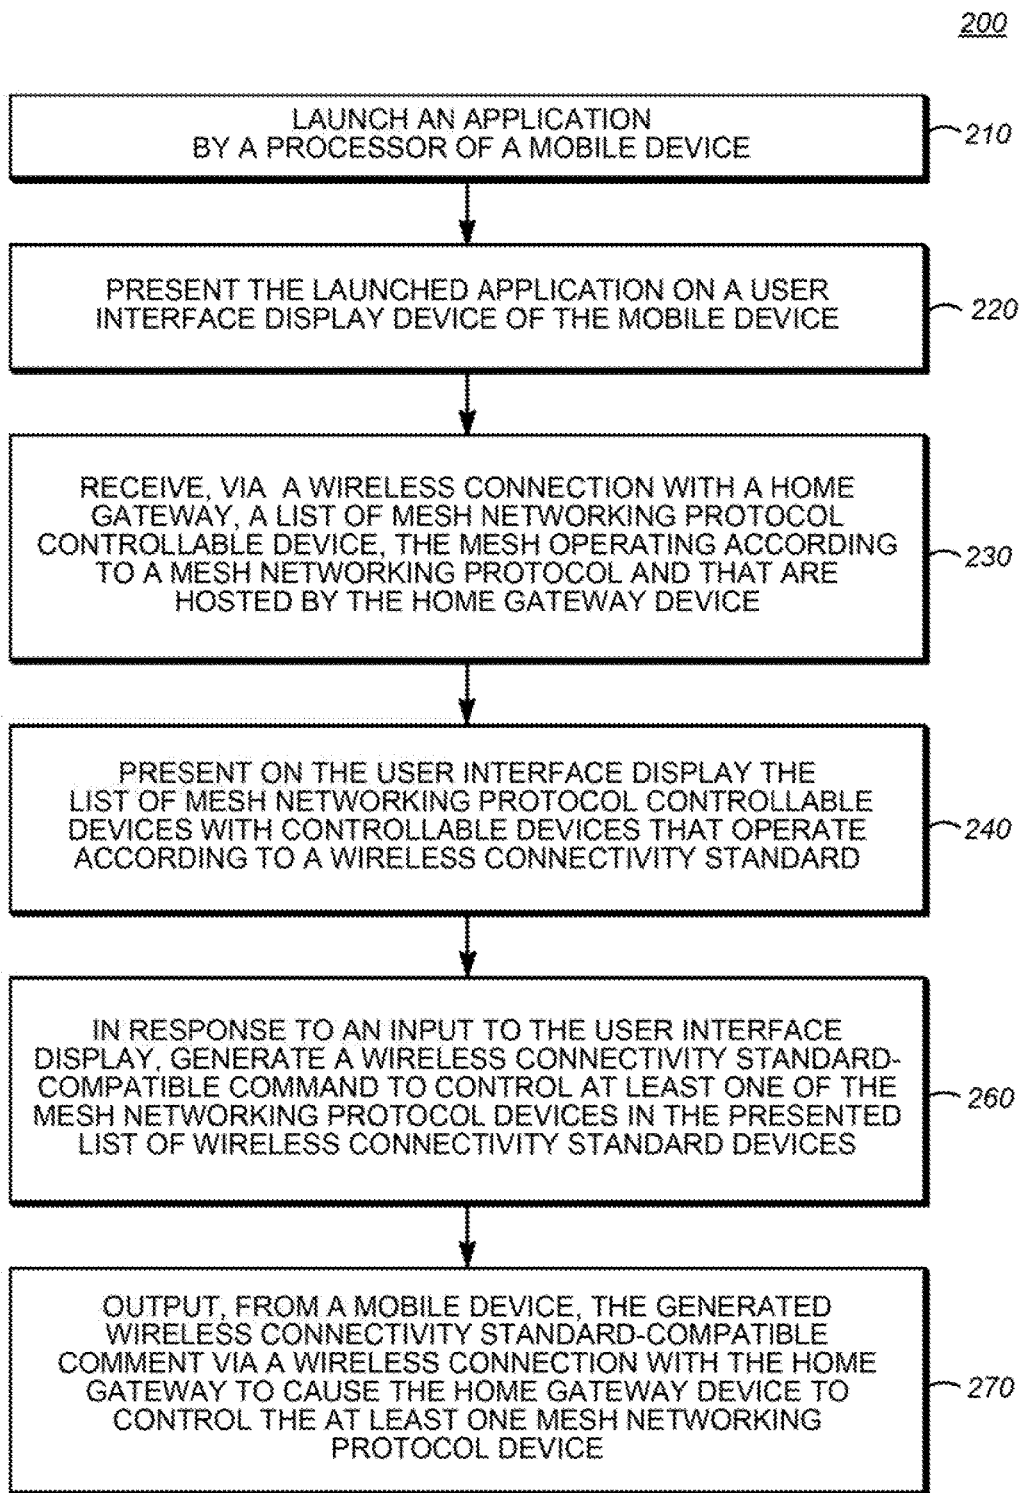 200
LAUNCH AN APPLICATION
BY A PROCESSOR OF A MOBILE DEVICE
210
PRESENT THE LAUNCHED APPLICATION ON A USER
INTERFACE DISPLAY DEVICE OF THE MOBILE DEVICE
220
RECEIVE, VIA A WIRELESS CONNECTION WITH A HOME
GATEWAY, A LIST OF MESH NETWORKING PROTOCOL
CONTROLLABLE DEVICE, THE MESH OPERATING ACCORDING
TO A MESH NETWORKING PROTOCOL AND THAT ARE
HOSTED BY THE HOME GATEWAY DEVICE
230
PRESENT ON THE USER INTERFACE DISPLAY THE
LIST OF MESH NETWORKING PROTOCOL CONTROLLABLE
DEVICES WITH CONTROLLABLE DEVICES THAT OPERATE
ACCORDING TO A WIRELESS CONNECTIVITY STANDARD
240
IN RESPONSE TO AN INPUT TO THE USER INTERFACE
DISPLAY, GENERATE A WIRELESS CONNECTIVITY STANDARD-
COMPATIBLE COMMAND TO CONTROL AT LEAST ONE OF THE
MESH NETWORKING PROTOCOL DEVICES IN THE PRESENTED
LIST OF WIRELESS CONNECTIVITY STANDARD DEVICES
260
OUTPUT, FROM A MOBILE DEVICE, THE GENERATED
WIRELESS CONNECTIVITY STANDARD-COMPATIBLE
COMMENT VIA A WIRELESS CONNECTION WITH THE HOME
GATEWAY TO CAUSE THE HOME GATEWAY DEVICE TO
CONTROL THE AT LEAST ONE MESH NETWORKING
PROTOCOL DEVICE
270